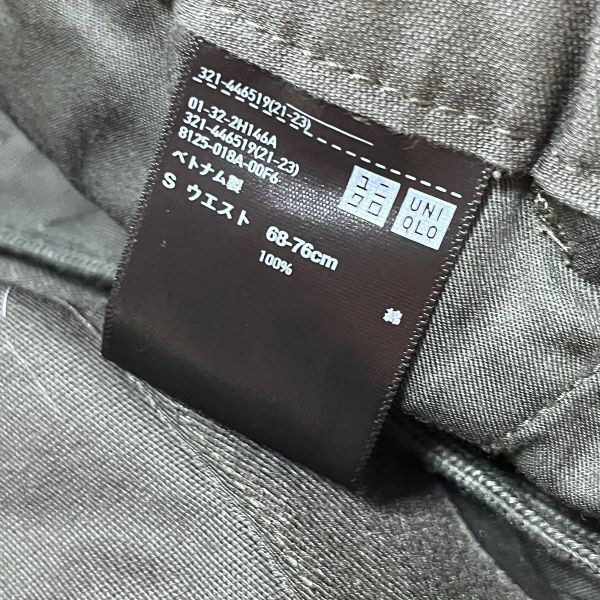 321-446519(21-23)
01-32-2H146A
321-446519(21-23)
8125-018A-00F6
ベトナム製
S ウエスト 68-76cm
綿 100%
ユニ
クロ
UNI
QLO